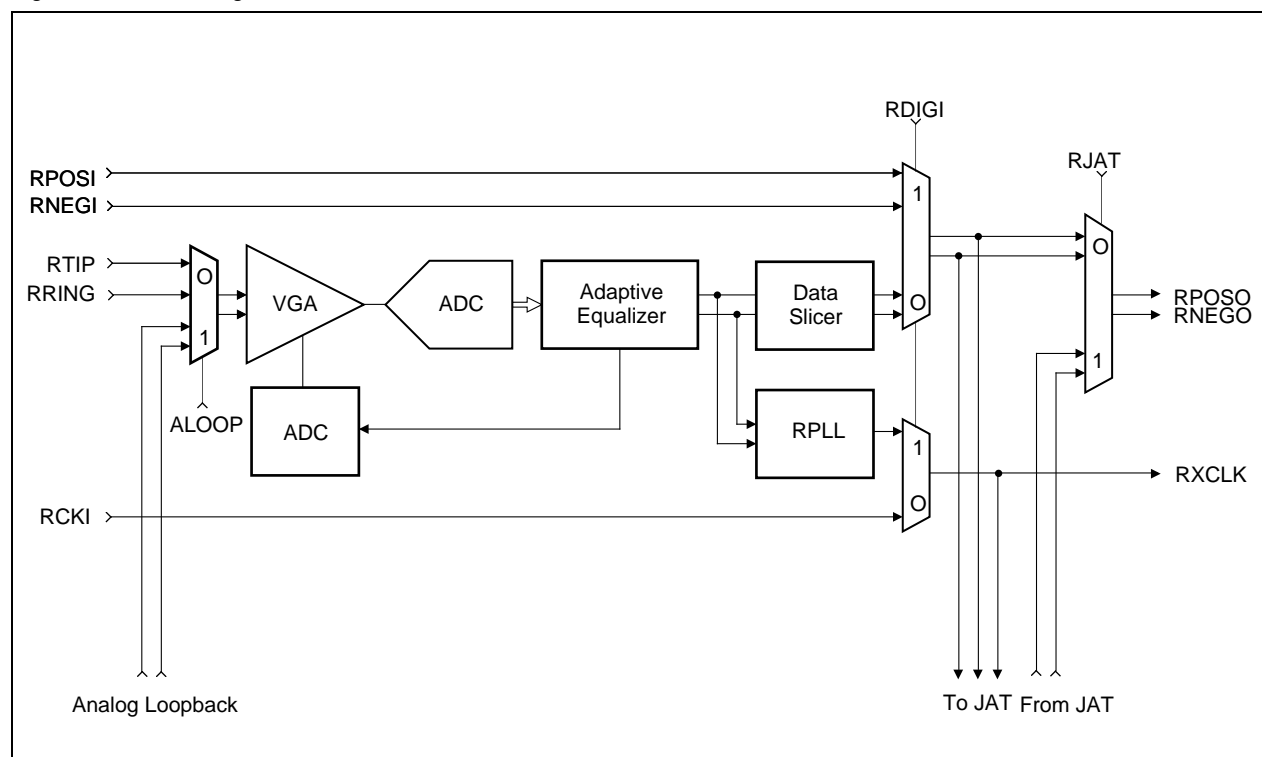 RDIGI
RJAT
RPOSI
RNEGI
1
RTIP
RRING
O
VGA
ADC
Adaptive
Equalizer
Data
Slicer
O
O
RPOSO
RNEGO
1
1
ALOOP
ADC
RPLL
1
RXCLK
RCKI
O
Analog Loopback
To JAT
From JAT